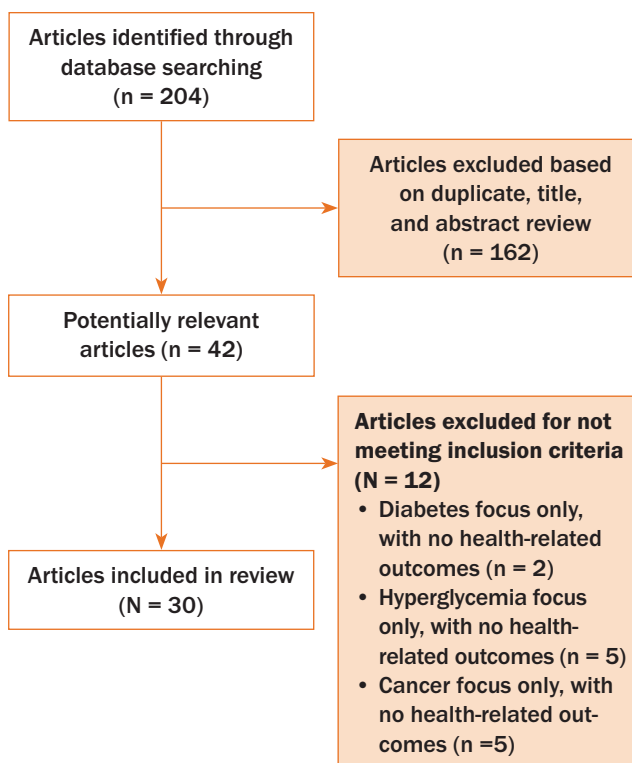 Articles identified through
database searching
(n = 204)
Articles excluded based
on duplicate, title,
and abstract review
(n = 162)
Potentially relevant
articles (n = 42)
Articles excluded for not
meeting inclusion criteria
(N = 12)
• Diabetes focus only,
with no health-related
outcomes (n = 2)
• Hyperglycemia focus
only, with no health-
related outcomes (n = 5)
• Cancer focus only, with
no health-related out-
comes (n =5)
Articles included in review
(N = 30)